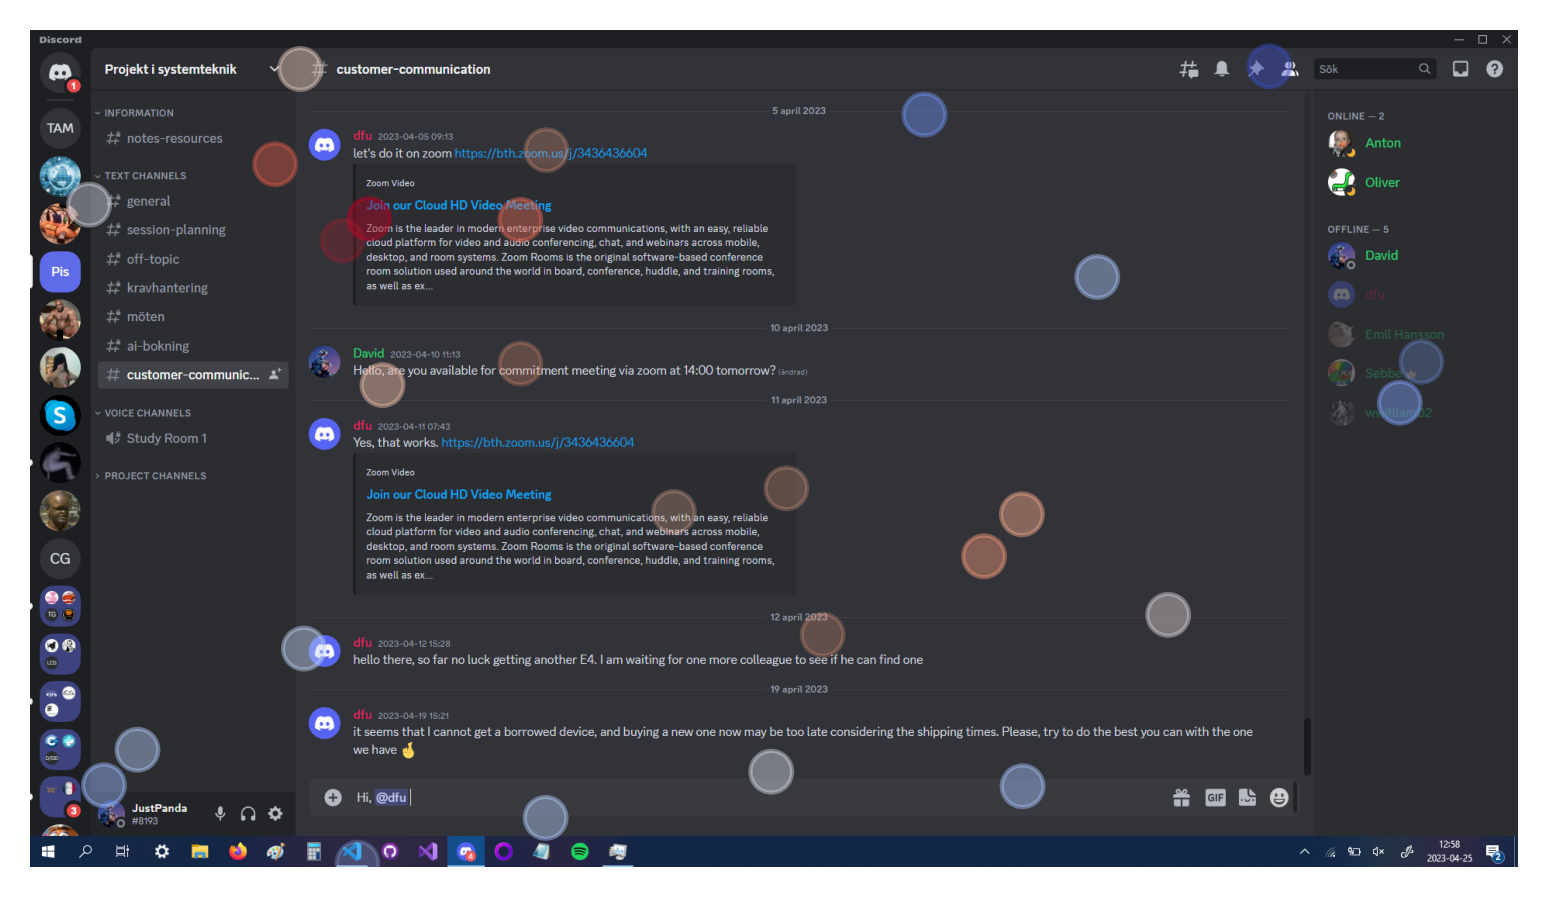 Discord
1
Projekt i systemteknik
customer-communication
Sök
TAM
Pis
CG
TG
LCG
3
INFORMATION
notes-resources
TEXT CHANNELS
general
session-planning
off-topic
kravhantering
möten
ai-bokning
customer-communic...
VOICE CHANNELS
Study Room 1
PROJECT CHANNELS
JustPanda
#8193
5 april 2023
dfu 2023-04-05 09:13
let's do it on zoom https://bth.zoom.us/j/3436436604
Zoom Video
Join our Cloud HD Video Meeting
Zoom is the leader in modern enterprise video communications, with an easy, reliable
cloud platform for video and audio conferencing, chat, and webinars across mobile,
desktop, and room systems. Zoom Rooms is the original software-based conference
room solution used around the world in board, conference, huddle, and training rooms,
as well as ex...
10 april 2023
David 2023-04-10 11:13
Hello, are you available for commitment meeting via zoom at 14:00 tomorrow? (ändrad)
11 april 2023
dfu 2023-04-11 07:43
Yes, that works. https://bth.zoom.us/j/3436436604
Zoom Video
Join our Cloud HD Video Meeting
Zoom is the leader in modern enterprise video communications, with an easy, reliable
cloud platform for video and audio conferencing, chat, and webinars across mobile,
desktop, and room systems. Zoom Rooms is the original software-based conference
room solution used around the world in board, conference, huddle, and training rooms,
as well as ex...
12 april 2023
dfu 2023-04-12 15:28
hello there, so far no luck getting another E4. I am waiting for one more colleague to see if he can find one
19 april 2023
dfu 2023-04-19 15:21
it seems that I cannot get a borrowed device, and buying a new one now may be too late considering the shipping times. Please, try to do the best you can with the one
we have 🤞
Hi, @dfu
GIF
ONLINE — 2
Anton
Oliver
OFFLINE — 5
David
dfu
Emil Hansson
Sebbe
4
12:58
2023-04-25
2